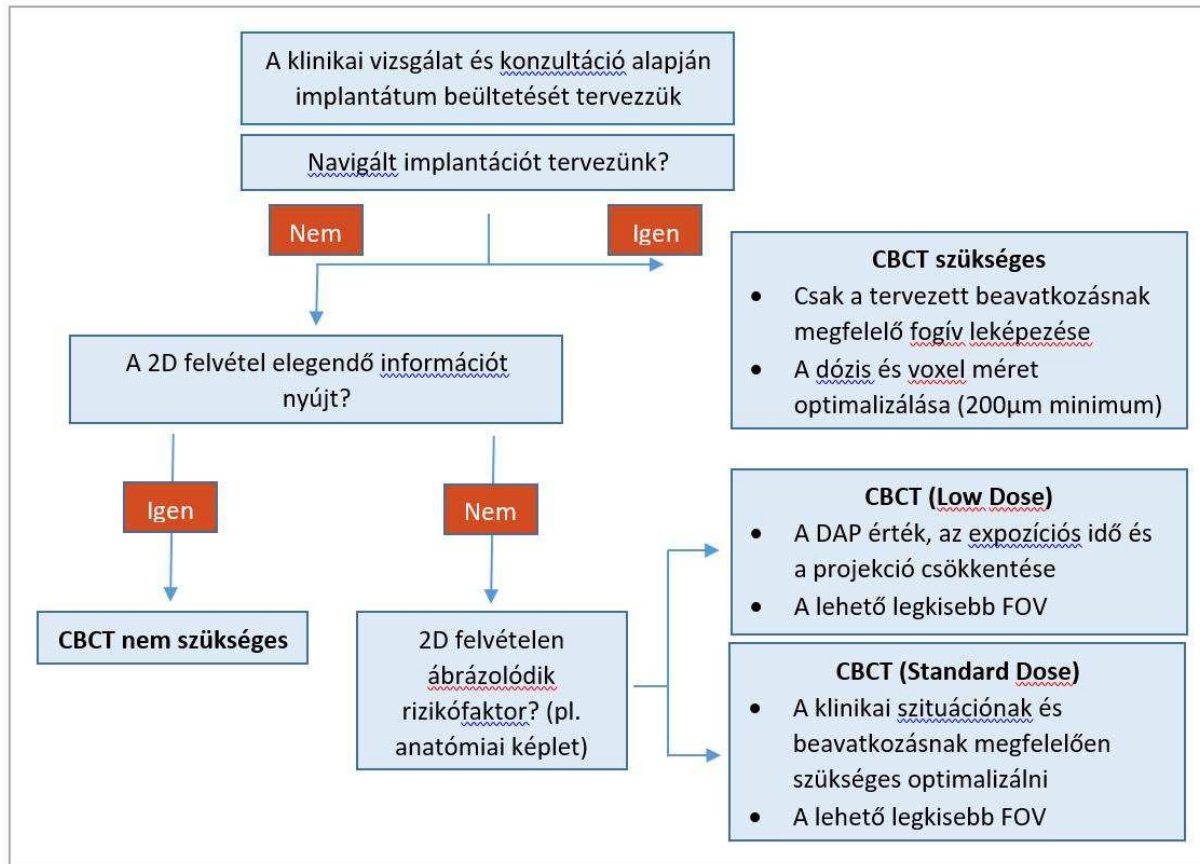 A klinikai vizsgálat és konzultáció alapján
implantátum beültetését tervezzük
Navigált implantációt tervezünk?
Nem
Igen
CBCT szükséges
• Csak a tervezett beavatkozásnak
megfelelő fogív leképezése
• A dózis és voxel méret
optimalizálása (200µm minimum)
A 2D felvétel elegendő információt
nyújt?
Igen
Nem
CBCT (Low Dose)
• A DAP érték, az expozíciós idő és
a projekció csökkentése
• A lehető legkisebb FOV
CBCT nem szükséges
2D felvételen
ábrázolódik
rizikófaktor? (pl.
anatómiai képlet)
CBCT (Standard Dose)
• A klinikai szituációnak és
beavatkozásnak megfelelően
szükséges optimalizálni
• A lehető legkisebb FOV